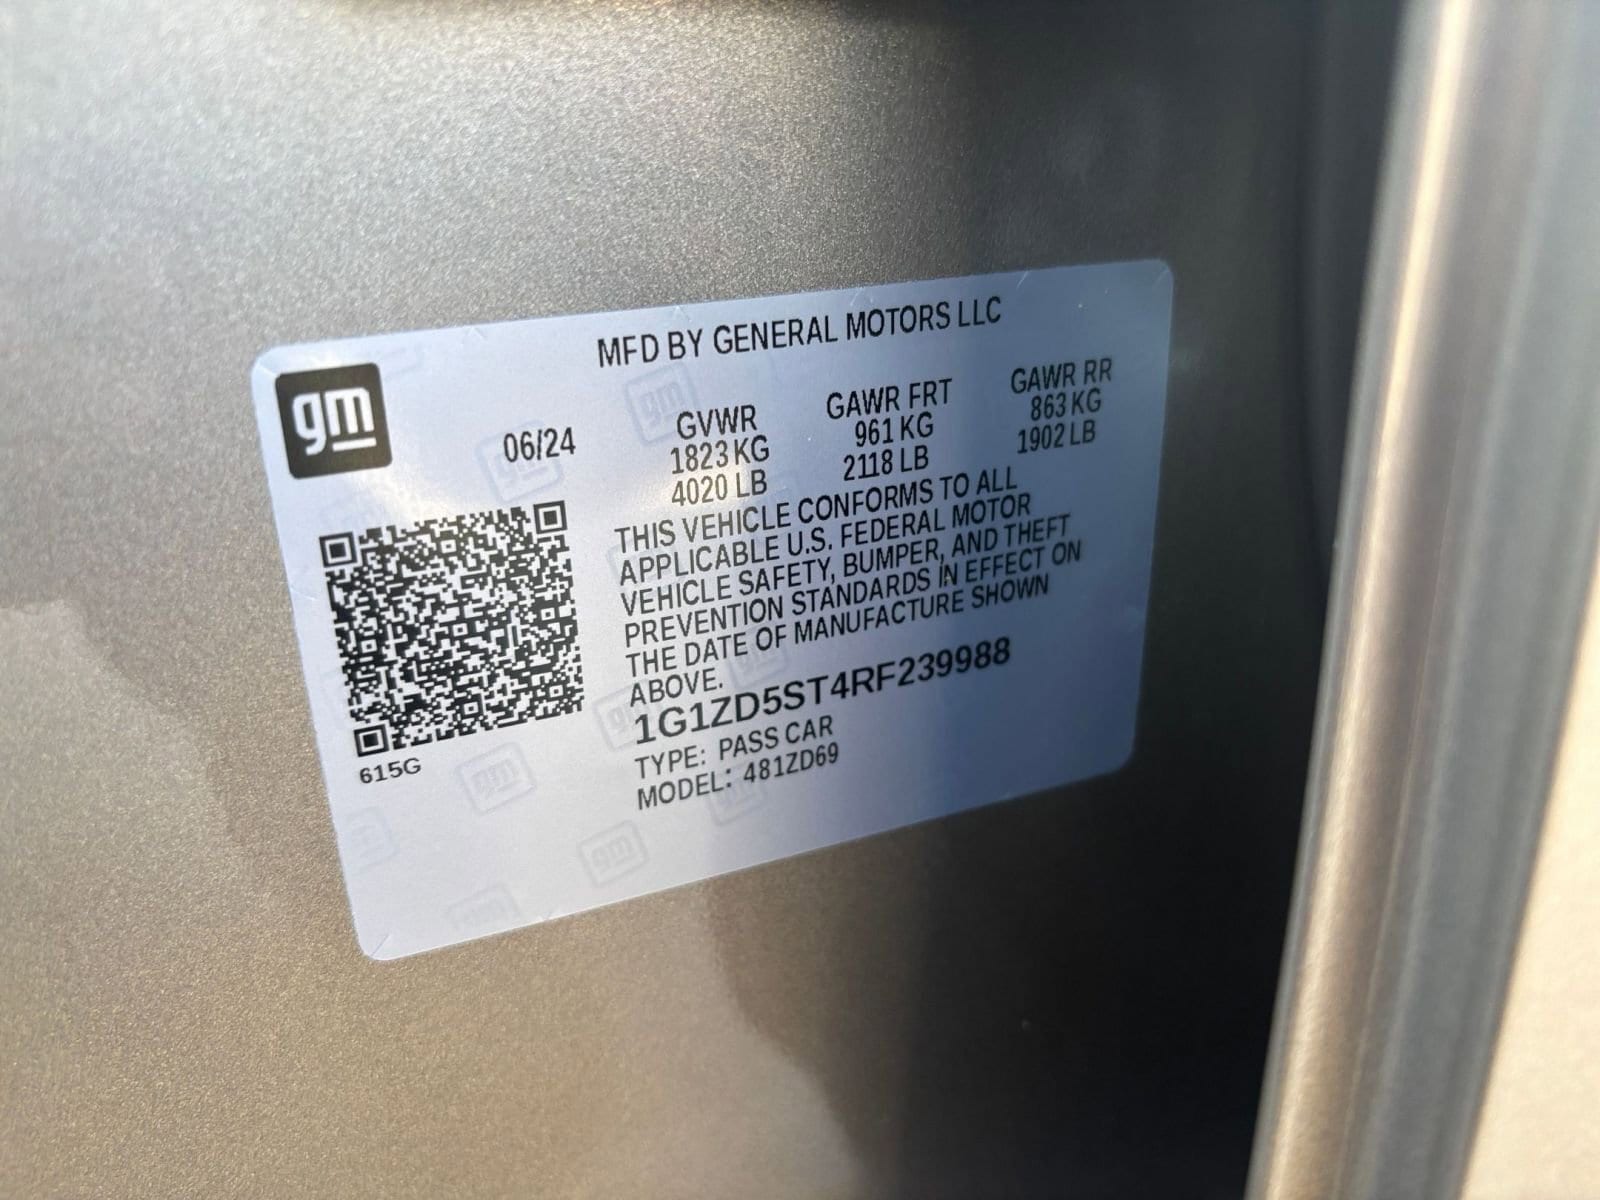 MFD BY GENERAL MOTORS LLC
gm
06/24
GVWR
1823 KG
4020 LB
GAWR FRT
961 KG
2118 LB
GAWR RR
863 KG
1902 LB
THIS VEHICLE CONFORMS TO ALL
APPLICABLE U.S. FEDERAL MOTOR
VEHICLE SAFETY, BUMPER, AND THEFT
PREVENTION STANDARDS IN EFFECT ON
THE DATE OF MANUFACTURE SHOWN
ABOVE.
1G1ZD5ST4RF239988
TYPE: PASS CAR
MODEL: 481ZD69
615G